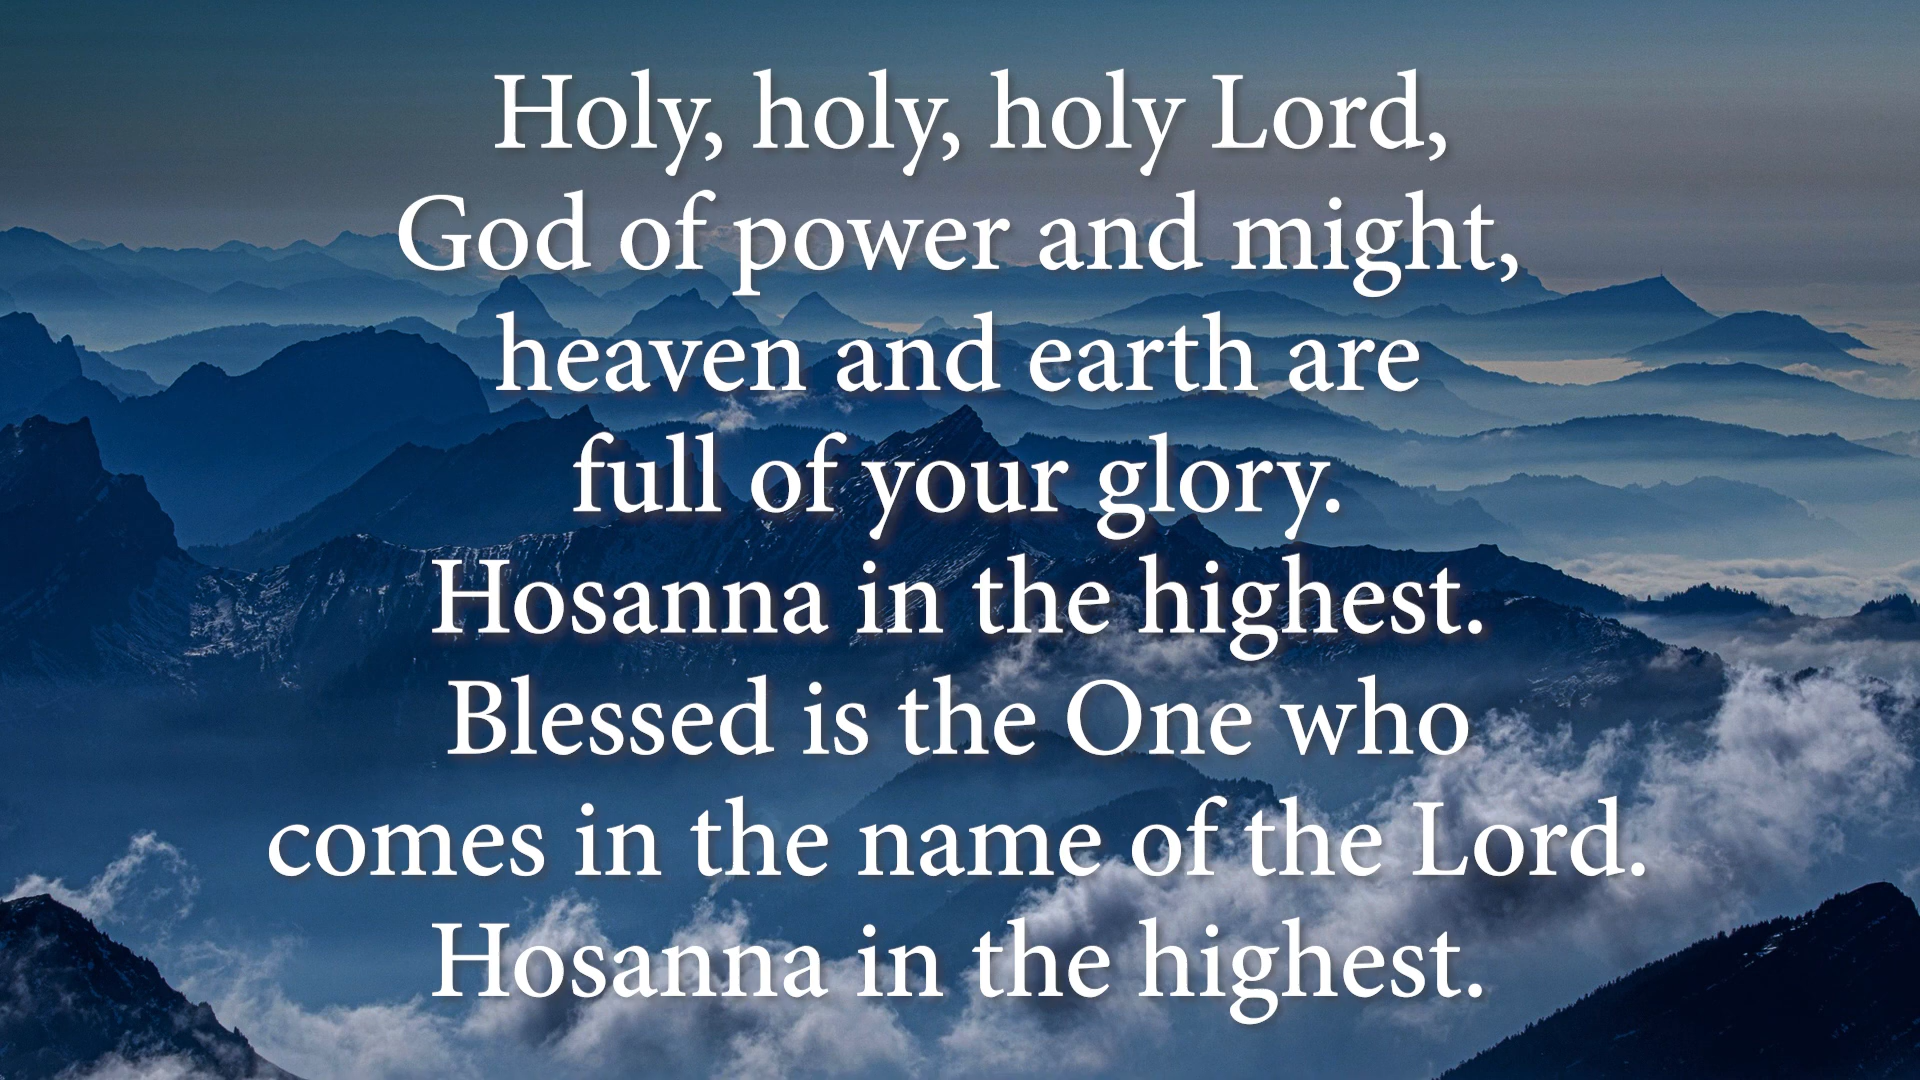 Holy, holy, holy Lord,
God of power and might,
heaven and earth are
full of your glory.
Hosanna in the highest.
Blessed is the One who
comes in the name of the Lord.
Hosanna in the highest.